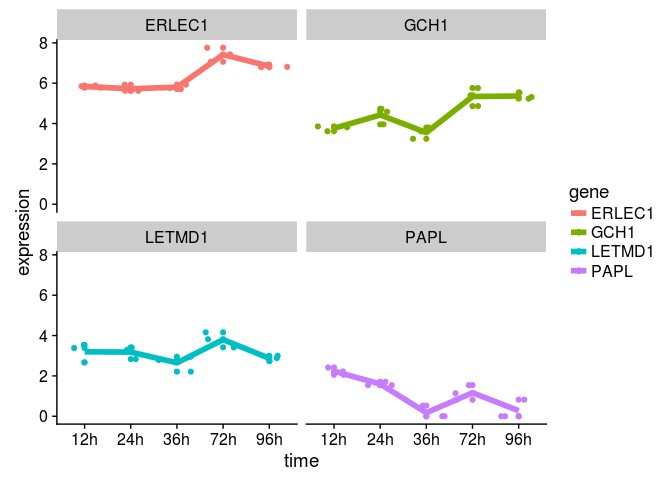 ERLEC1 GCH1
8
6
4
2
0
expression
LETMD1 PAPL
8
6
4
2
0
12h 24h 36h 72h 96h 12h 24h 36h 72h 96h
time
gene
ERLEC1
GCH1
LETMD1
PAPL